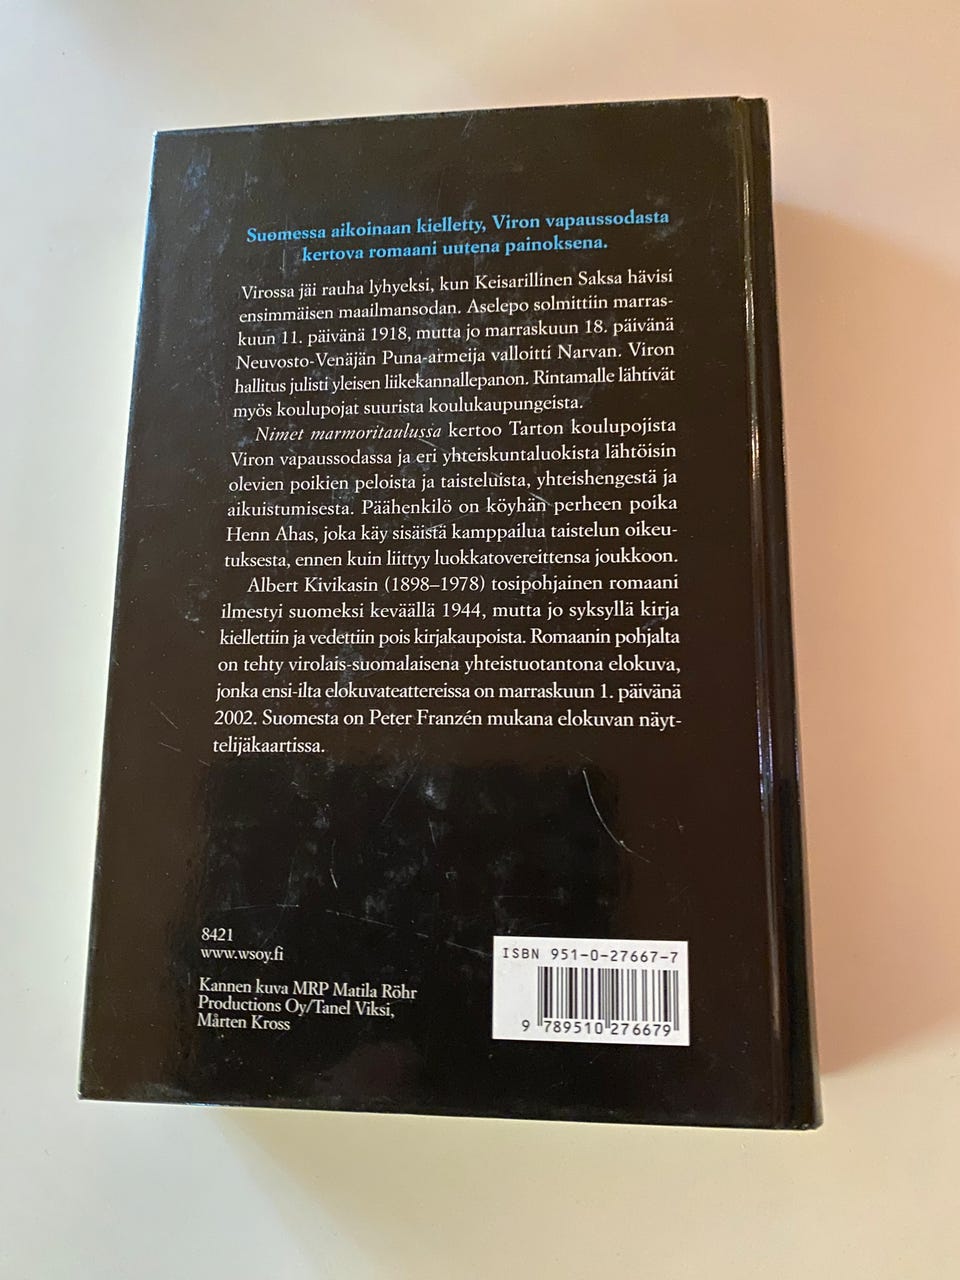 Suomessa aikoinaan kielletty, Viron vapaussodasta
kertova romaani uutena painoksena.
Virossa jäi rauha lyhyeksi, kun Keisarillinen Saksa hävisi
ensimmäisen maailmansodan. Aselepo solmittiin marras-
kuun 11. päivänä 1918, mutta jo marraskuun 18. päivänä
Neuvosto-Venäjän Puna-armeija valloitti Narvan. Viron
hallitus julisti yleisen liikekannallepanon. Rintamalle lähtivät
myös koulupojat suurista koulukaupungeista.
Nimet marmoritaulussa kertoo Tarton koulupojista
Viron vapaussodassa ja eri yhteiskuntaluokista lähtöisin
olevien poikien peloista ja taisteluista, yhteishengestä ja
aikuistumisesta. Päähenkilö on köyhän perheen poika
Henn Ahas, joka käy sisäistä kamppailua taistelun oikeu-
tuksesta, ennen kuin liittyy luokkatovereittensa joukkoon.
Albert Kivikasin (1898–1978) tosipohjainen romaani
ilmestyi suomeksi keväällä 1944, mutta jo syksyllä kirja
kiellettiin ja vedettiin pois kirjakaupoista. Romaanin pohjalta
on tehty virolais-suomalaisena yhteistuotantona elokuva,
jonka ensi-ilta elokuvateattereissa on marraskuun 1. päivänä
2002. Suomesta on Peter Franzén mukana elokuvan näyt-
telijäkaartissa.
8421
www.wsoy.fi
Kannen kuva MRP Matila Röhr
Productions Oy/Tanel Viksi,
Mårten Kross
ISBN 951-0-27667-7
9 789510 276679